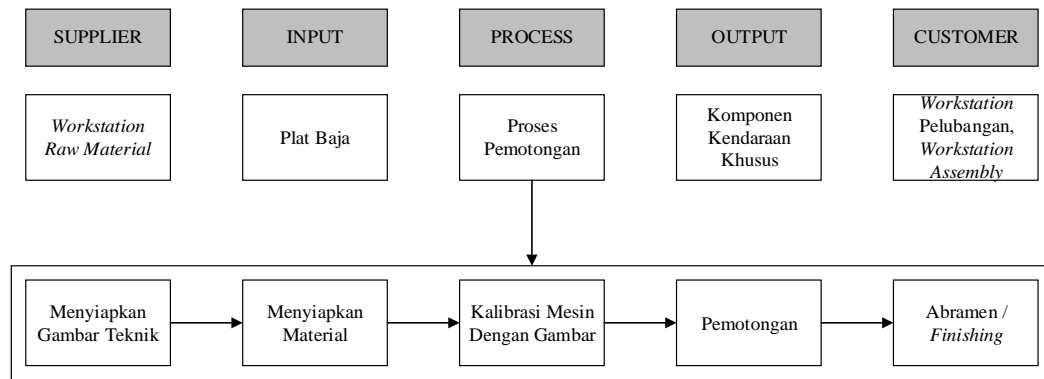 SUPPLIER
INPUT
PROCESS
OUTPUT
CUSTOMER
Workstation
Raw Material
Plat Baja
Proses
Pemotongan
Komponen
Kendaraan
Khusus
Workstation
Pelubangan,
Workstation
Assembly
Menyiapkan
Gambar Teknik
Menyiapkan
Material
Kalibrasi Mesin
Dengan Gambar
Pemotongan
Abramen /
Finishing